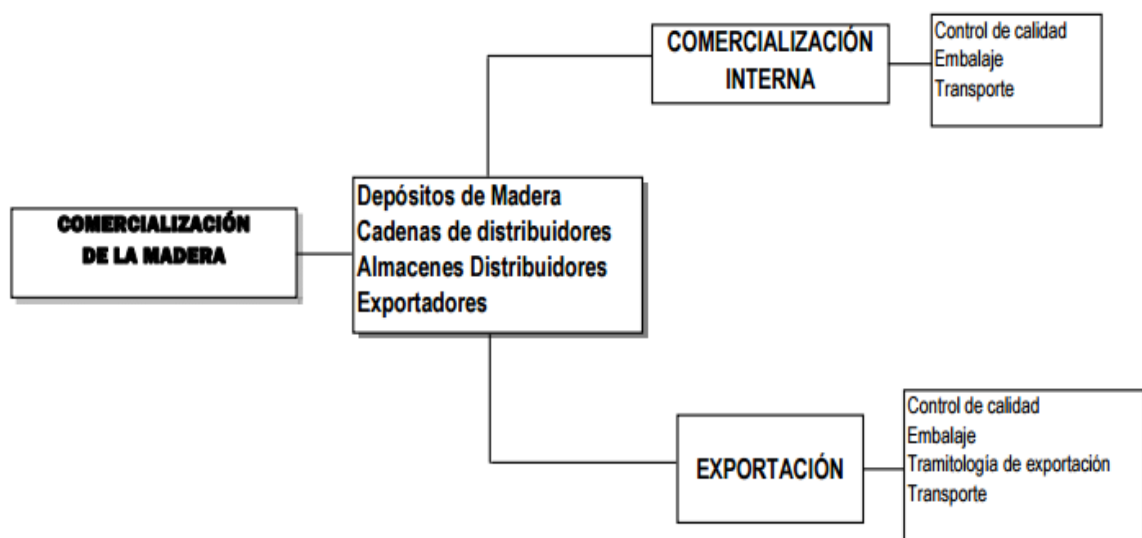 COMERCIALIZACIÓN
DE LA MADERA
Depósitos de Madera
Cadenas de distribuidores
Almacenes Distribuidores
Exportadores
COMERCIALIZACIÓN
INTERNA
Control de calidad
Embalaje
Transporte
EXPORTACIÓN
Control de calidad
Embalaje
Tramitología de exportación
Transporte